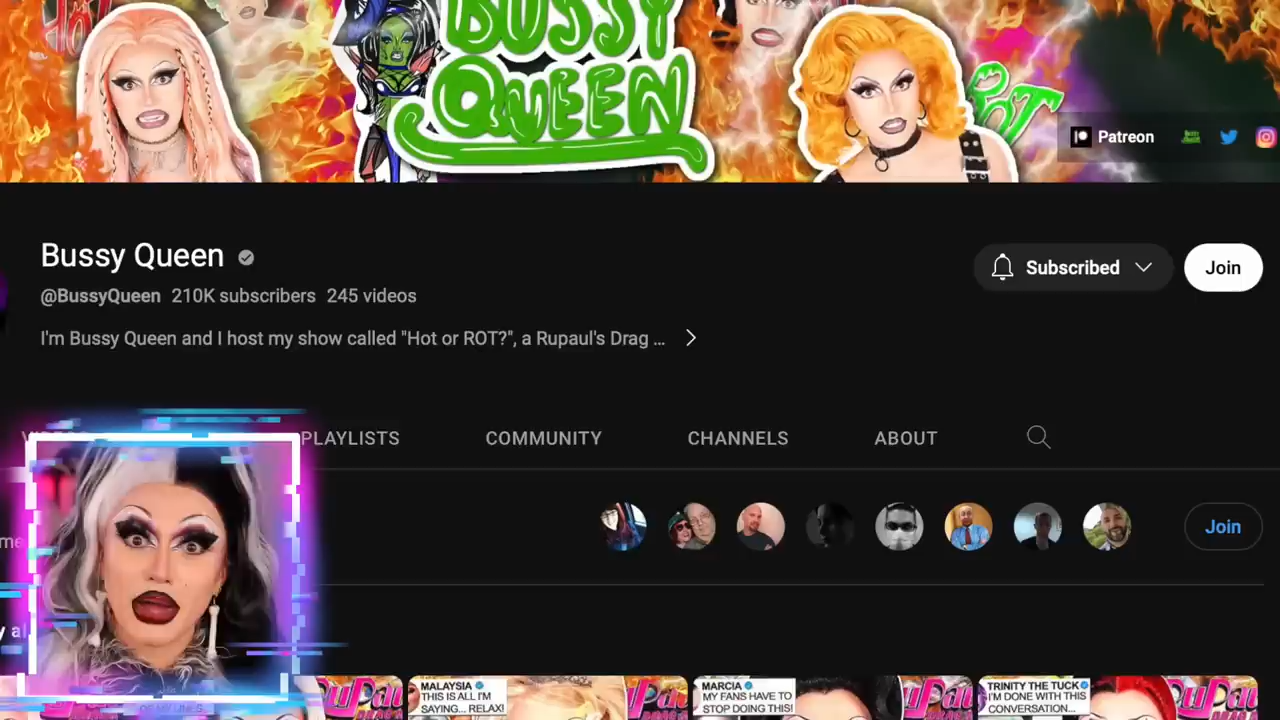 BUSSY
QUEEN
Patreon
Bussy Queen
@BussyQueen 210K subscribers 245 videos
I'm Bussy Queen and I host my show called "Hot or ROT?", a Rupaul's Drag ...
Subscribed
Join
PLAYLISTS
COMMUNITY
CHANNELS
ABOUT
Join
MALAYSIA
THIS IS ALL I'M
SAYING... RELAX!
MARCIA
MY FANS HAVE TO
STOP DOING THIS!
TRINITY THE TUCK
I'M DONE WITH THIS
CONVERSATION...